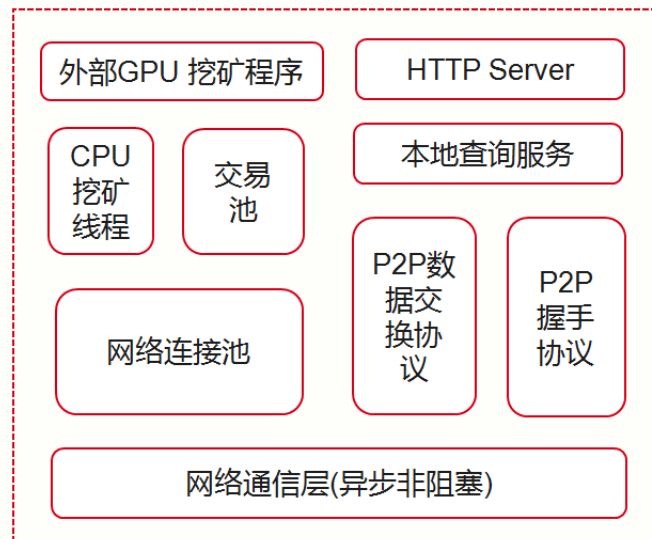 外部GPU 挖矿程序
HTTP Server
CPU
挖矿
线程
交易
池
本地查询服务
网络连接池
P2P数
据交
换协
议
P2P
握手
协议
网络通信层(异步非阻塞)